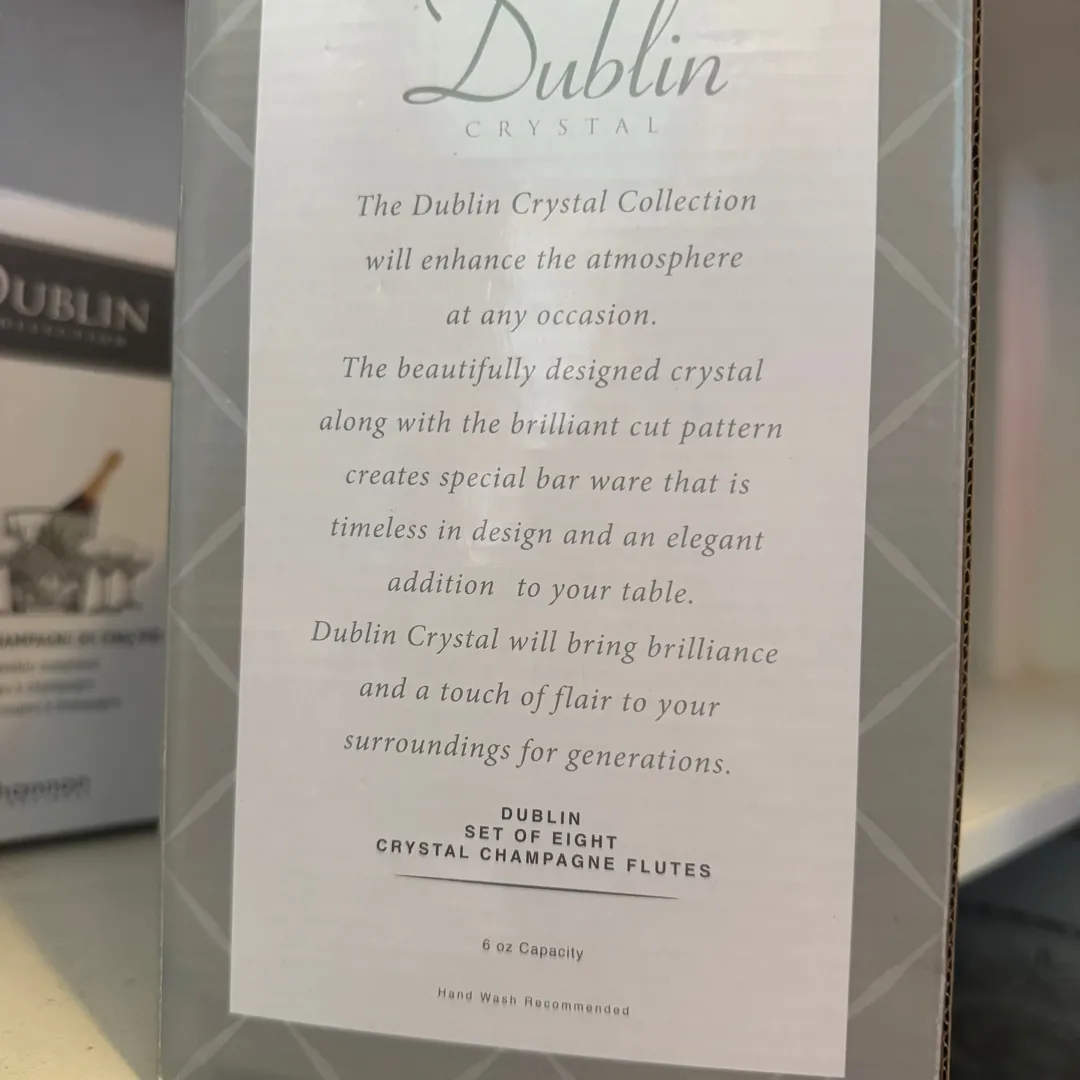 Dublin
CRYSTAL
The Dublin Crystal Collection
will enhance the atmosphere
at any occasion.
The beautifully designed crystal
along with the brilliant cut pattern
creates special bar ware that is
timeless in design and an elegant
addition to your table.
Dublin Crystal will bring brilliance
and a touch of flair to your
surroundings for generations.
DUBLIN
SET OF EIGHT
CRYSTAL CHAMPAGNE FLUTES
6 oz Capacity
Hand Wash Recommended
DUBLIN